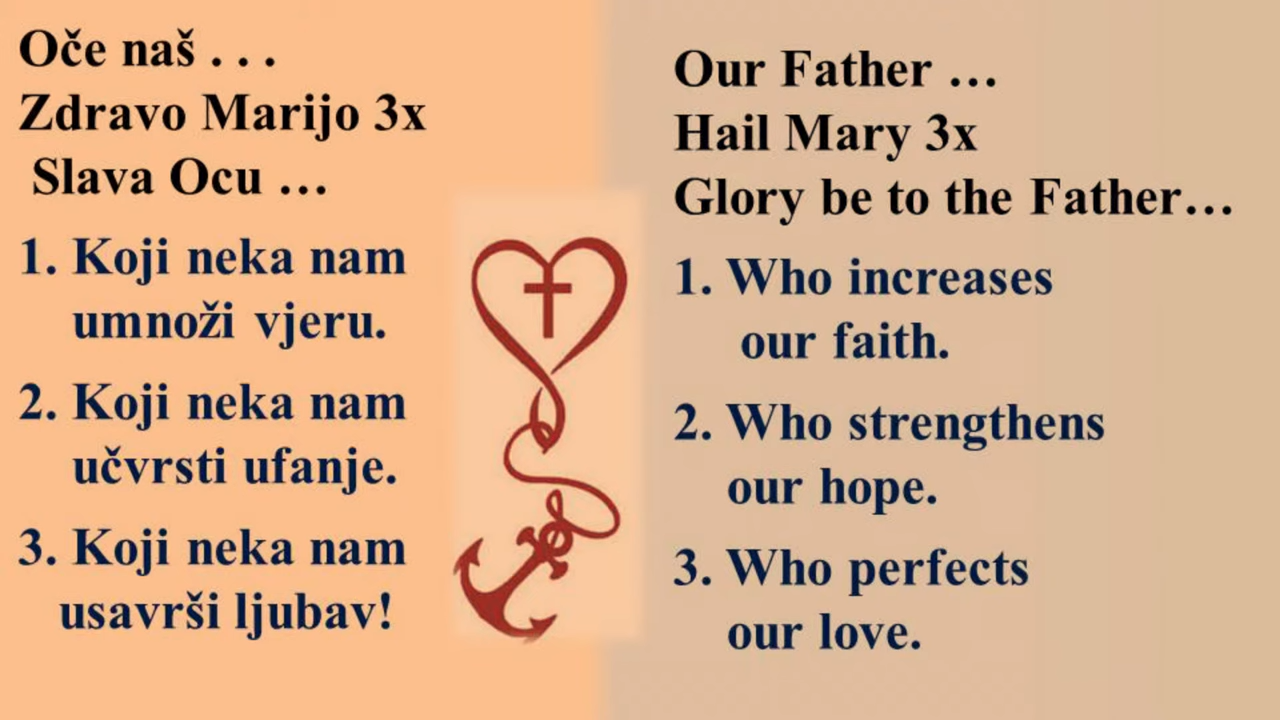 Oče naš . . .
Zdravo Marijo 3x
Slava Ocu …
1. Koji neka nam
umnoži vjeru.
2. Koji neka nam
učvrsti ufanje.
3. Koji neka nam
usavrši ljubav!
Our Father …
Hail Mary 3x
Glory be to the Father…
1. Who increases
our faith.
2. Who strengthens
our hope.
3. Who perfects
our love.